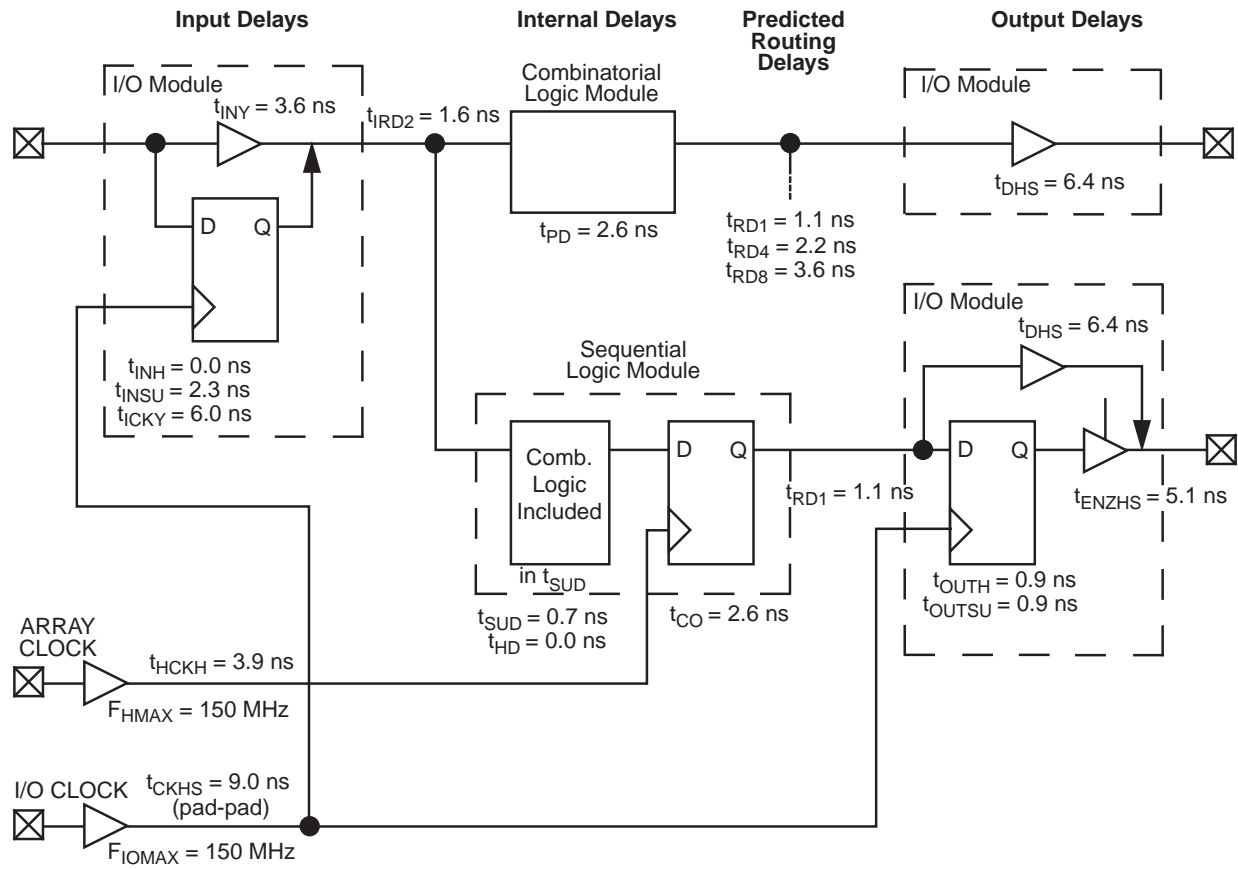 Input Delays
Internal Delays
Predicted
Routing
Delays
Output Delays
I/O Module
tINY = 3.6 ns
tIRD2 = 1.6 ns
Combinatorial
Logic Module
tPD = 2.6 ns
tRD1 = 1.1 ns
tRD4 = 2.2 ns
tRD8 = 3.6 ns
I/O Module
tDHS = 6.4 ns
D Q
tINH = 0.0 ns
tINSU = 2.3 ns
tICKY = 6.0 ns
Sequential
Logic Module
Comb.
Logic
Included
in tSUD
D Q
tSUD = 0.7 ns
tHD = 0.0 ns
tCO = 2.6 ns
tRD1 = 1.1 ns
I/O Module
tDHS = 6.4 ns
D Q
tENZHS = 5.1 ns
tOUTH = 0.9 ns
tOUTSU = 0.9 ns
ARRAY
CLOCK
tHCKH = 3.9 ns
FHMAX = 150 MHz
I/O CLOCK
tCKHS = 9.0 ns
(pad-pad)
FIOMAX = 150 MHz